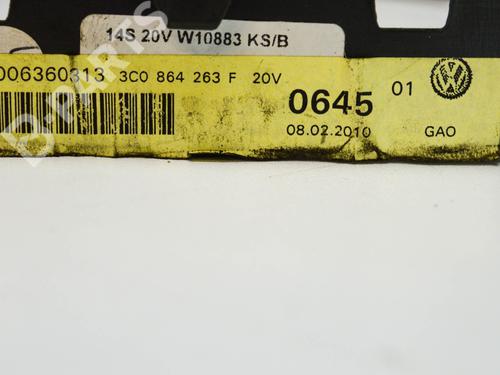 14S 20V W10883 KS/B
006360313 3C0 864 263 F 20V
0645 01
08.02.2010 GAO
B-PARTS